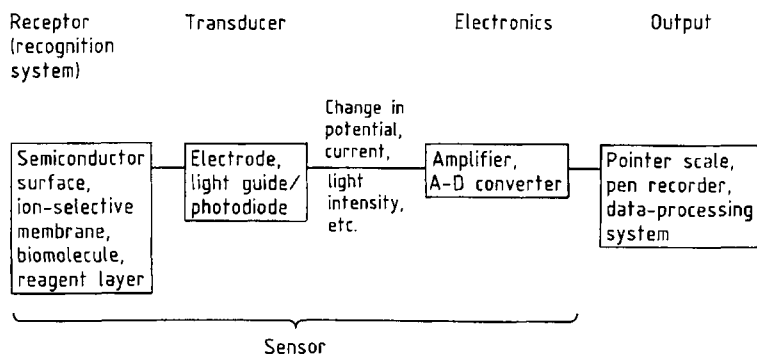 Receptor
(recognition
system)
Transducer
Electronics
Output
Semiconductor
surface,
ion-selective
membrane,
biomolecule,
reagent layer
Electrode,
light guide/
photodiode
Change in
potential,
current,
light
intensity,
etc.
Amplifier,
A-D converter
Pointer scale,
pen recorder,
data-processing
system
Sensor